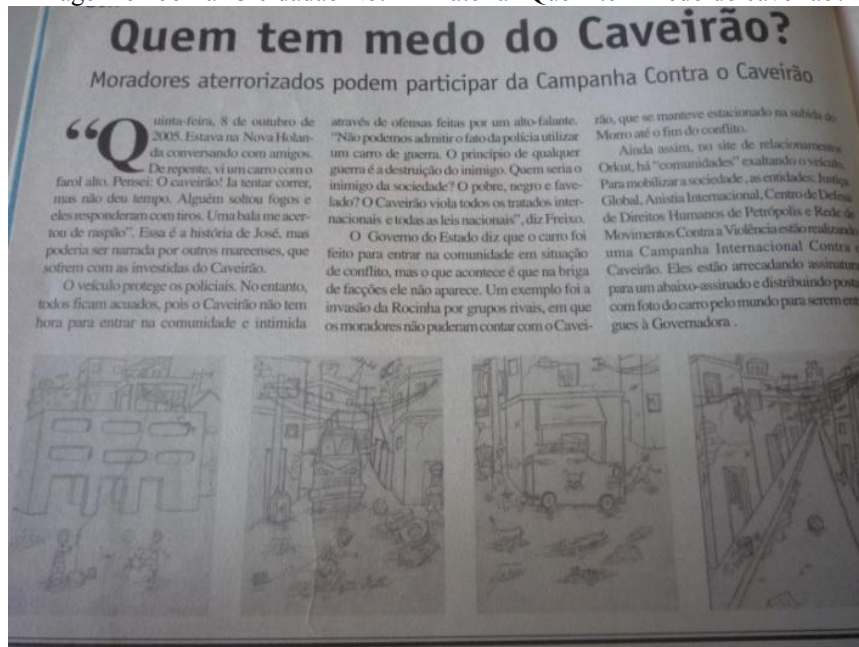 Quem tem medo do Caveirão?
Moradores aterrorizados podem participar da Campanha Contra o Caveirão
“Quinta-feira, 8 de outubro de
2005. Estava na Nova Holan-
da conversando com amigos.
De repente, vi um carro com o
farol alto. Pensei: O caveirão! Ia tentar correr,
mas não deu tempo. Alguém soltou fogos e
eles responderam com tiros. Uma bala me acer-
tou de raspão”. Essa é a história de José, mas
poderia ser narrada por outros mareenses, que
sofrem com as investidas do Caveirão.
O veículo protege os policiais. No entanto,
todos ficam acuados, pois o Caveirão não tem
hora para entrar na comunidade e intimida
através de ofensas feitas por um alto-falante.
“Não podemos admitir o fato da polícia utilizar
um carro de guerra. O princípio de qualquer
guerra é a destruição do inimigo. Quem seria o
inimigo da sociedade? O pobre, negro e fave-
lado? O Caveirão viola todos os tratados inter-
nacionais e todas as leis nacionais”, diz Freixo.
O Governo do Estado diz que o carro foi
feito para entrar na comunidade em situação
de conflito, mas o que acontece é que na briga
de facções ele não aparece. Um exemplo foi a
invasão da Rocinha por grupos rivais, em que
os moradores não puderam contar com o Cavei-
rão, que se manteve estacionado na subida do
Morro até o fim do conflito.
Ainda assim, no site de relacionamentos
Orkut, há “comunidades” exaltando o veículo.
Para mobilizar a sociedade , as entidades: Justiça
Global, Anistia Internacional, Centro de Defesa
de Direitos Humanos de Petrópolis e Rede de
Movimentos Contra a Violência estão realizando
uma Campanha Internacional Contra o
Caveirão. Eles estão arrecadando assinatura
para um abaixo-assinado e distribuindo posta
com foto do carro pelo mundo para serem ent
gues à Governadora .